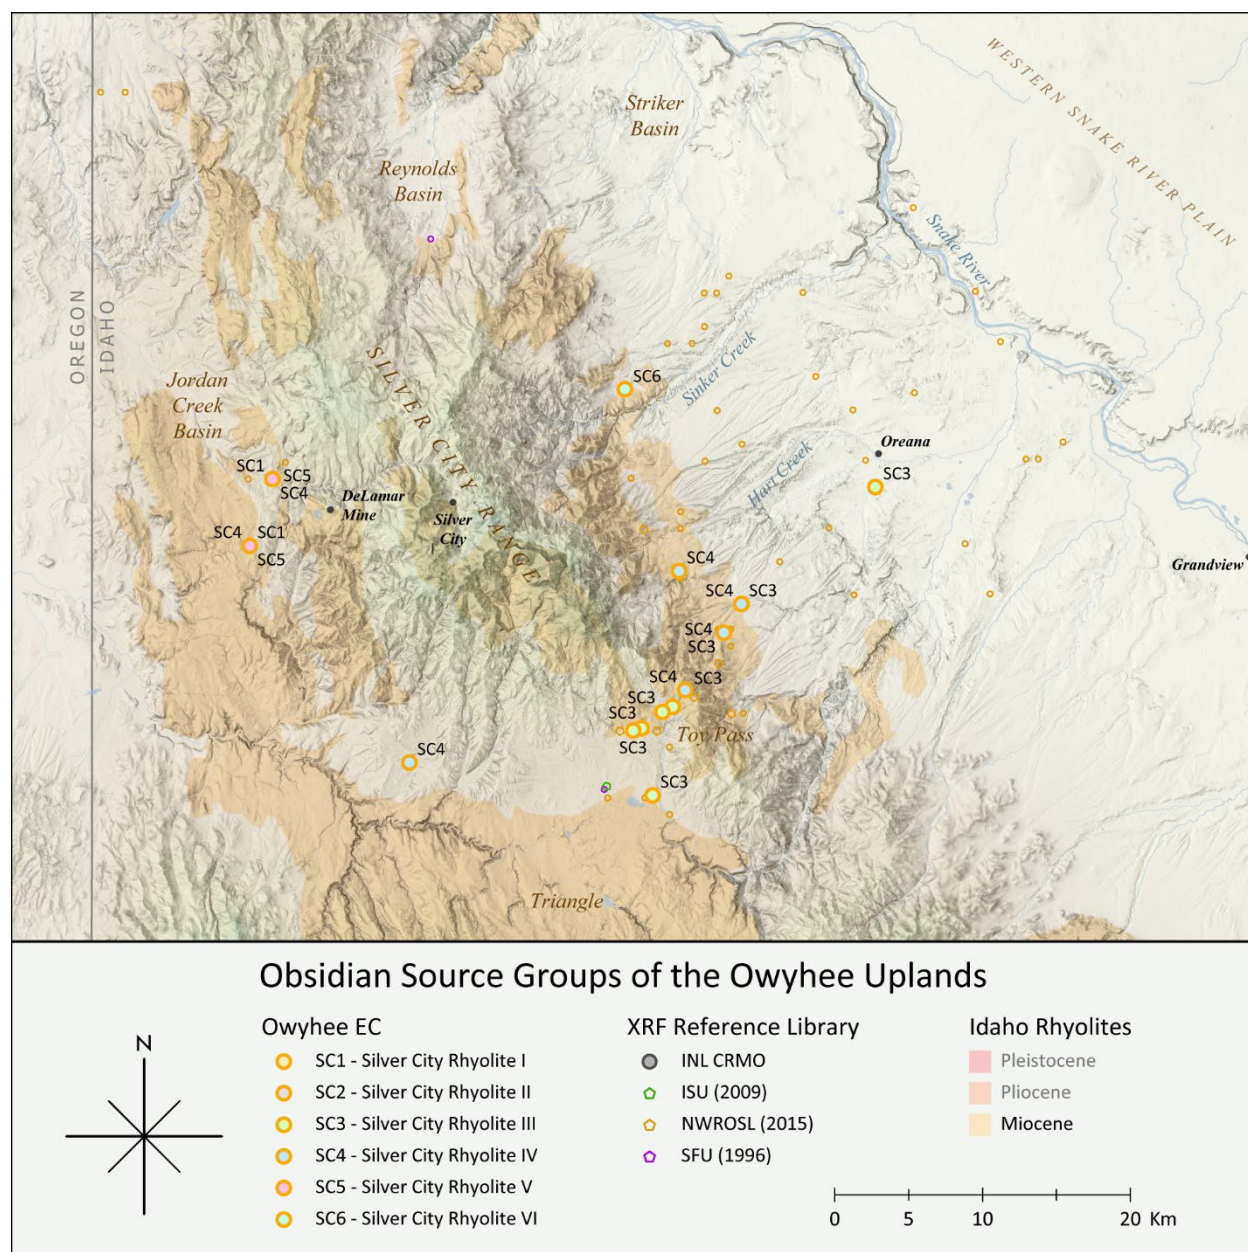 WESTERN SNAKE RIVER PLAIN
Striker
Basin
Reynolds
Basin
Snake River
OREGON
IDAHO
SILVER CITY RANGE
Sinker Creek
SC6
Jordan
Creek
Basin
Oreana
Hart Creek
SC1
SC5
SC4
SC3
DeLamar
Mine
Silver
City
SC4
SC1
SC5
Grandview
SC4
SC4
SC3
SC4
SC3
SC4
SC3
SC3
SC3
SC3
Toy Pass
SC4
SC3
Triangle
Obsidian Source Groups of the Owyhee Uplands
N
Owyhee EC
SC1 - Silver City Rhyolite I
SC2 - Silver City Rhyolite II
SC3 - Silver City Rhyolite III
SC4 - Silver City Rhyolite IV
SC5 - Silver City Rhyolite V
SC6 - Silver City Rhyolite VI
XRF Reference Library
INL CRMO
ISU (2009)
NWROSL (2015)
SFU (1996)
Idaho Rhyolites
Pleistocene
Pliocene
Miocene
0 5 10 20 Km